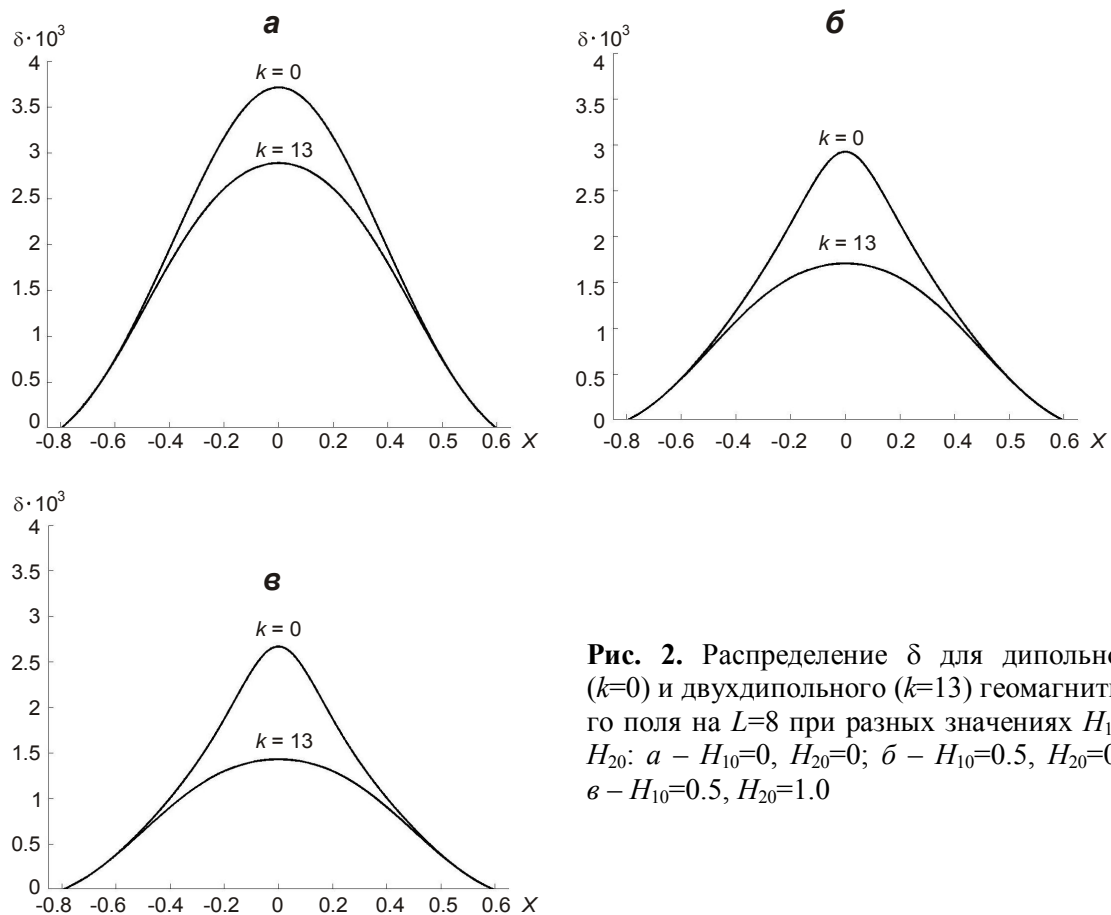 а
δ·10³
4
3.5
3
2.5
2
1.5
1
0.5
0
k = 0
k = 13
-0.8 -0.6 -0.4 -0.2 0 0.2 0.4 0.5 0.6 X
б
δ·10³
4
3.5
3
2.5
2
1.5
1
0.5
0
k = 0
k = 13
-0.8 -0.6 -0.4 -0.2 0 0.2 0.4 0.5 0.6 X
в
δ·10³
4
3.5
3
2.5
2
1.5
1
0.5
0
k = 0
k = 13
-0.8 -0.6 -0.4 -0.2 0 0.2 0.4 0.5 0.6 X
Рис. 2. Распределение δ для дипольно
(k=0) и двухдипольного (k=13) геомагнитн
го поля на L=8 при разных значениях H₁
H₂₀: а – H₁₀=0, H₂₀=0; б – H₁₀=0.5, H₂₀=0
в – H₁₀=0.5, H₂₀=1.0